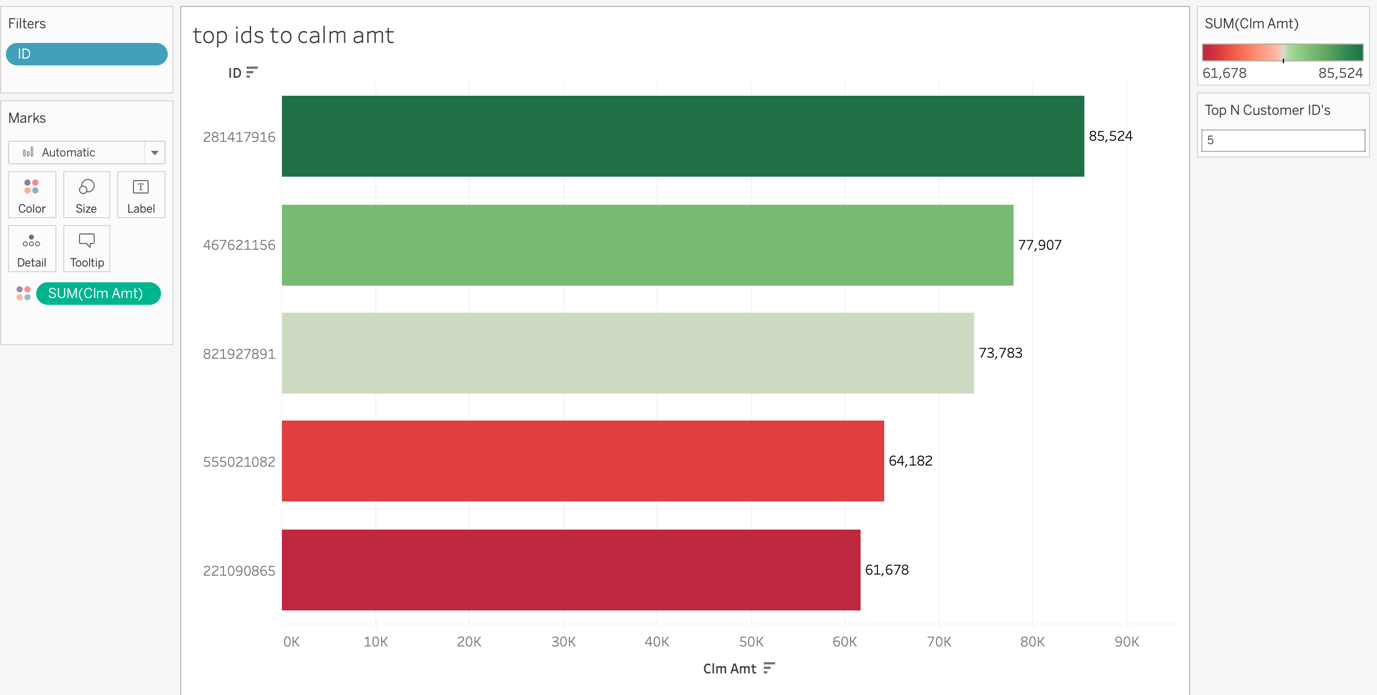 Filters
ID
Marks
Automatic
Color
Size
T
Label
Detail
Tooltip
SUM(Clm Amt)
top ids to calm amt
ID
281417916
85,524
467621156
77,907
821927891
73,783
555021082
64,182
221090865
61,678
0K 10K 20K 30K 40K 50K 60K 70K 80K 90K
Clm Amt
SUM(Clm Amt)
61,678 85,524
Top N Customer ID's
5